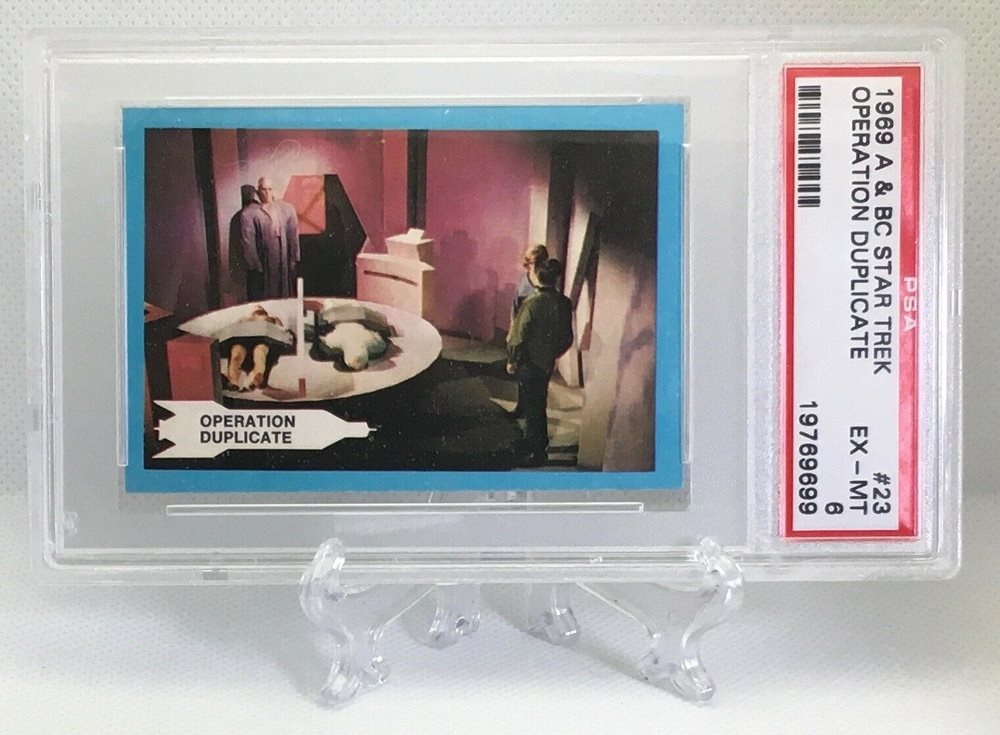 OPERATION
DUPLICATE
PSA
1969 A & BC STAR TREK #23
OPERATION DUPLICATE EX - MT
6
19769699